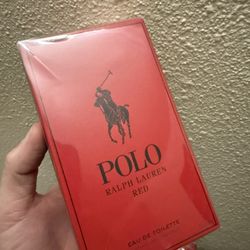 POLO
RALPH LAUREN
RED
EAU DE TOILETTE